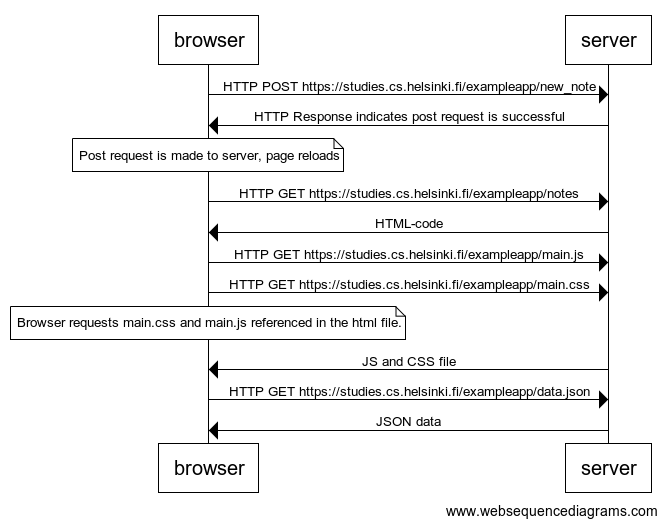 browser
server
HTTP POST https://studies.cs.helsinki.fi/exampleapp/new_note
HTTP Response indicates post request is successful
Post request is made to server, page reloads
HTTP GET https://studies.cs.helsinki.fi/exampleapp/notes
HTML-code
HTTP GET https://studies.cs.helsinki.fi/exampleapp/main.js
HTTP GET https://studies.cs.helsinki.fi/exampleapp/main.css
Browser requests main.css and main.js referenced in the html file.
JS and CSS file
HTTP GET https://studies.cs.helsinki.fi/exampleapp/data.json
JSON data
browser
server
www.websequencediagrams.com